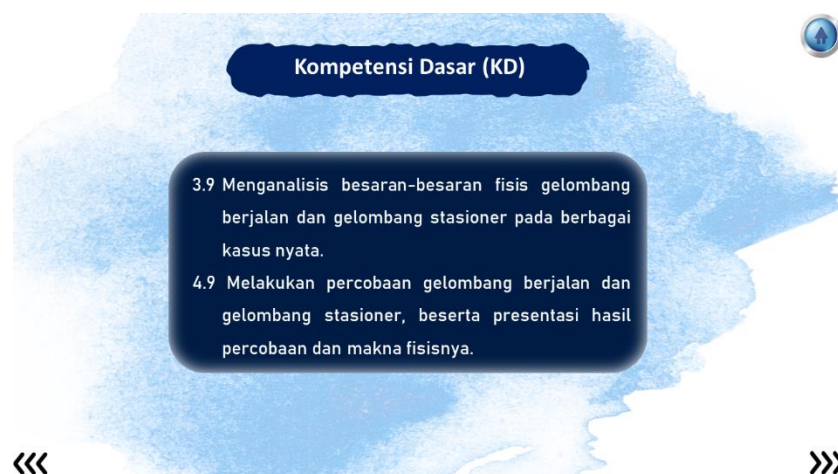 Kompetensi Dasar (KD)
3.9 Menganalisis besaran-besaran fisis gelombang
berjalan dan gelombang stasioner pada berbagai
kasus nyata.
4.9 Melakukan percobaan gelombang berjalan dan
gelombang stasioner, beserta presentasi hasil
percobaan dan makna fisisnya.